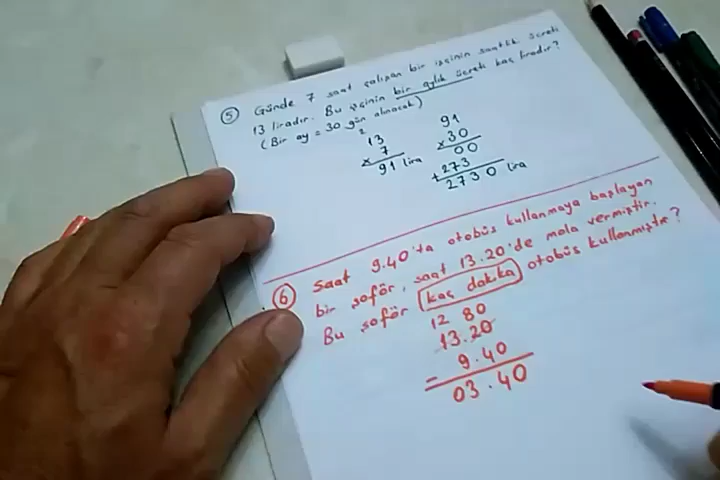 5 Günde 7 saat çalışan bir işçinin saatlik ücreti
13 liradır. Bu işçinin bir aylık ücreti kaç liradır?
(Bir ay = 30 gün alınacak)
2
13
x 7
91 lira
91
x30
00
+273
2730 lira
6 Saat 9.40'ta otobüs kullanmaya başlayan
bir şoför, saat 13.20'de mola vermiştir.
Bu şoför kaç dakika otobüs kullanmıştır?
12 80
13.20
- 9.40
03.40